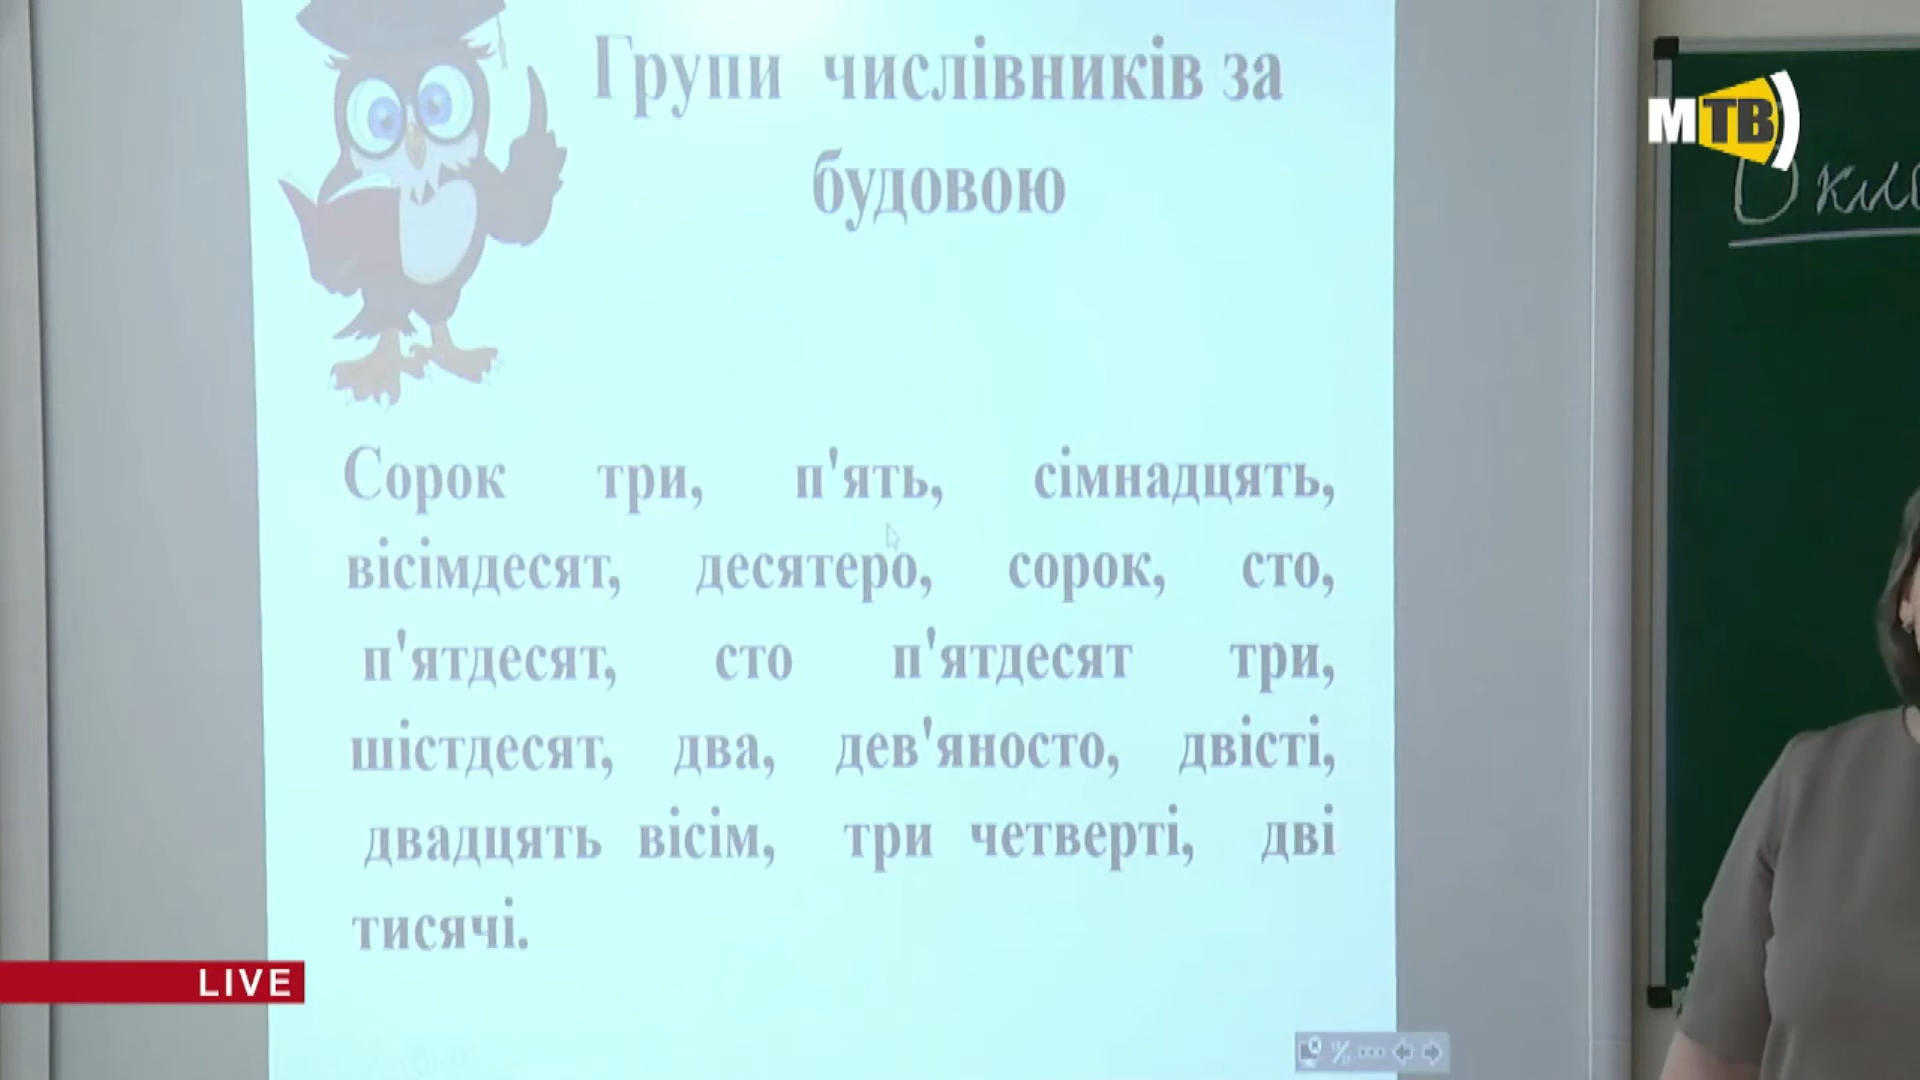 Групи числівників за
будовою
МТВ
Сорок три, п'ять, сімнадцять,
вісімдесят, десятеро, сорок, сто,
п'ятдесят, сто п'ятдесят три,
шістдесят, два, дев'яносто, двісті,
двадцять вісім, три четверті, дві
тисячі.
LIVE